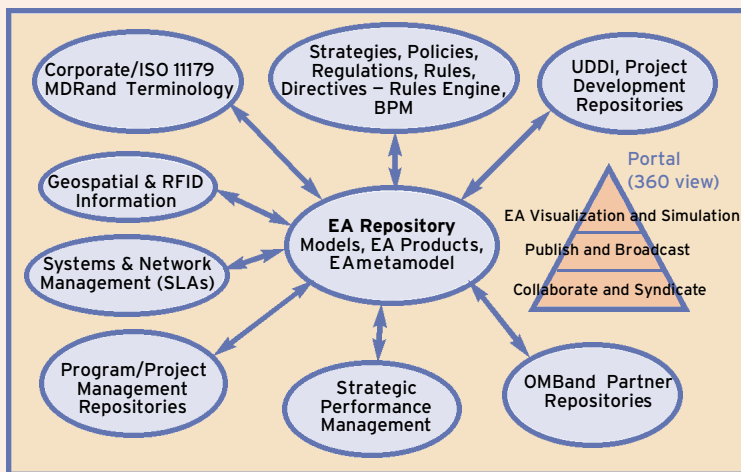 Corporate/ISO 11179
MDRand Terminology
Strategies, Policies,
Regulations, Rules,
Directives – Rules Engine,
BPM
UDDI, Project
Development
Repositories
Portal
(360 view)
Geospatial & RFID
Information
EA Repository
Models, EA Products,
EAmetamodel
EA Visualization and Simulation
Publish and Broadcast
Collaborate and Syndicate
Systems & Network
Management (SLAs)
Program/Project
Management
Repositories
Strategic
Performance
Management
OMBand Partner
Repositories